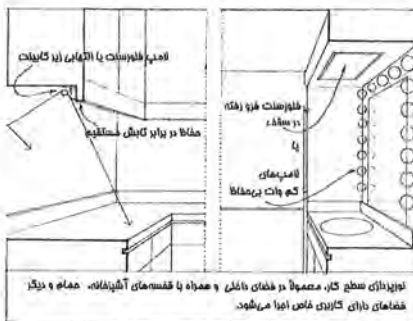 لامپ فلورسنت یا التهابی زیر کابینت
حفاظ در برابر تابش مستقیم
فلورسنت فرو رفته
در سقف
یا
لامپ‌های
کم وات بی‌حفاظ
نورپردازی سطح کار، معمولاً در فضای داخلی و همراه با قفسه‌های آشپزخانه، حمام و دیگر
فضاهای دارای کاربری خاص اجرا می‌شود.